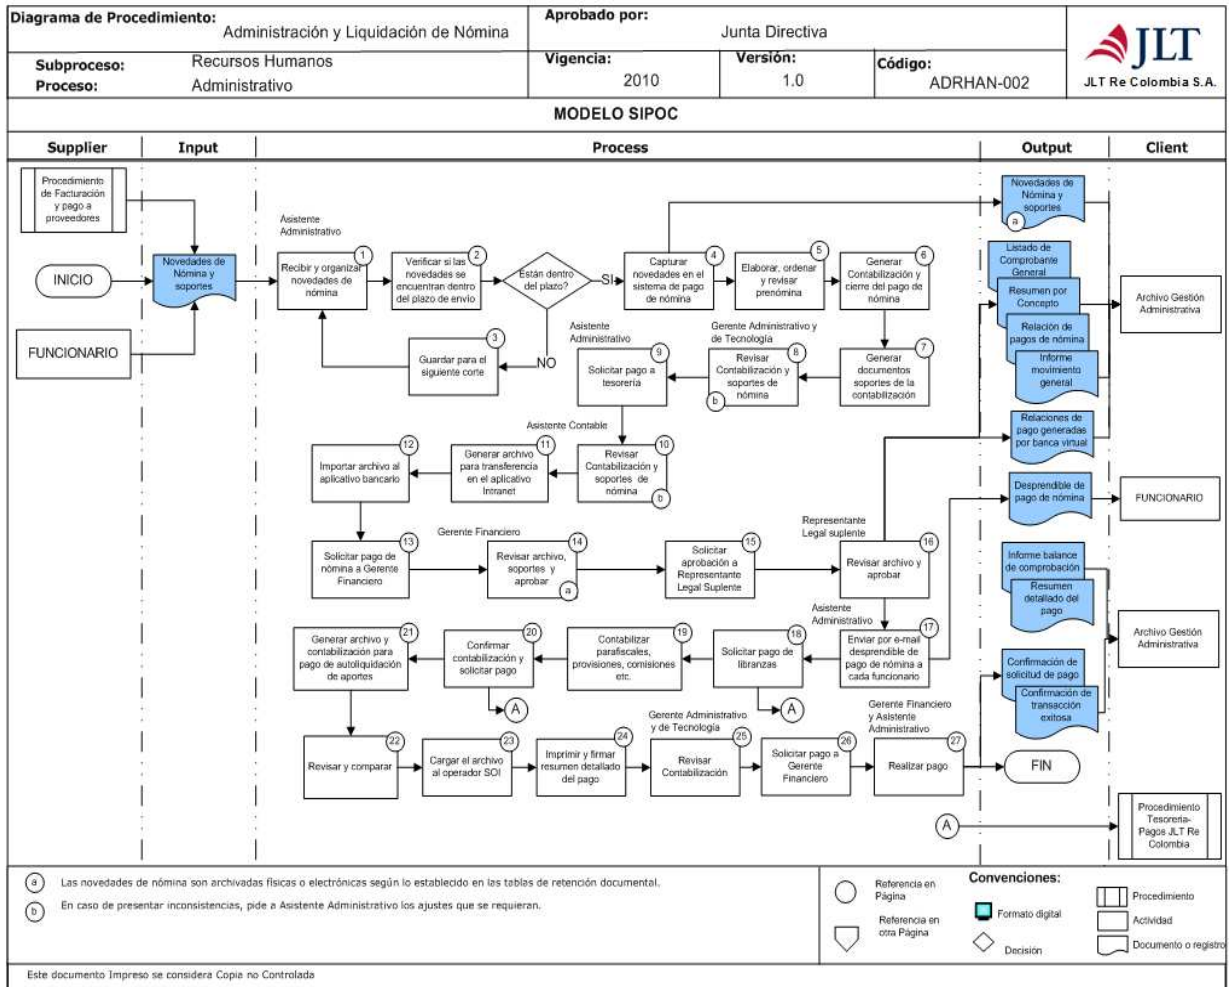 Diagrama de Procedimiento:
Administración y Liquidación de Nómina
Aprobado por:
Junta Directiva
Subproceso:
Recursos Humanos
Proceso:
Administrativo
Vigencia:
2010
Versión:
1.0
Código:
ADRHAN-002
JLT
JLT Re Colombia S.A.
MODELO SIPOC
Supplier
Input
Process
Output
Client
Procedimiento
de Facturación
y pago a
proveedores
INICIO
FUNCIONARIO
Novedades de
Nómina y
soportes
Asistente
Administrativo
1
Recibir y organizar
novedades de
nómina
2
Verificar si las
novedades se
encuentran dentro
del plazo de envío
Están dentro
del plazo?
SI
NO
3
Guardar para el
siguiente corte
4
Capturar
novedades en el
sistema de pago
de nómina
5
Elaborar, ordenar
y revisar
prenómina
6
Generar
Contabilización y
cierre del pago de
nómina
7
Generar
documentos
soportes de la
contabilización
Gerente Administrativo y
de Tecnología
8
Revisar
Contabilización y
soportes de
nómina
b
Asistente
Administrativo
9
Solicitar pago a
tesorería
Asistente Contable
10
Revisar
Contabilización y
soportes de
nómina
b
11
Generar archivo
para transferencia
en el aplicativo
Intranet
12
Importar archivo al
aplicativo bancario
13
Solicitar pago de
nómina a Gerente
Financiero
Gerente Financiero
14
Revisar archivo,
soportes y
aprobar
a
15
Solicitar
aprobación a
Representante
Legal Suplente
Representante
Legal suplente
16
Revisar archivo y
aprobar
Asistente
Administrativo
17
Enviar por e-mail
desprendible de
pago de nómina a
cada funcionario
18
Solicitar pago de
libranzas
A
19
Contabilizar
parafiscales,
provisiones, comisiones
etc.
20
Confirmar
contabilización y
solicitar pago
A
21
Generar archivo y
contabilización para
pago de autoliquidación
de aportes
22
Revisar y comparar
23
Cargar el archivo
al operador SOI
24
Imprimir y firmar
resumen detallado
del pago
Gerente Administrativo
y de Tecnología
25
Revisar
Contabilización
26
Solicitar pago a
Gerente
Financiero
Gerente Financiero
y Asistente
Administrativo
27
Realizar pago
Novedades de
Nómina y
soportes
a
Listado de
Comprobante
General
Resumen por
Concepto
Relación de
pagos de nómina
Informe
movimiento
general
Archivo Gestión
Administrativa
Relaciones de
pago generadas
por banca virtual
Desprendible de
pago de nómina
FUNCIONARIO
Informe balance
de comprobación
Resumen
detallado del
pago
Archivo Gestión
Administrativa
Confirmación de
solicitud de pago
Confirmación de
transacción
exitosa
FIN
A
Procedimiento
Tesoreria-
Pagos JLT Re
Colombia
a
Las novedades de nómina son archivadas físicas o electrónicas según lo establecido en las tablas de retención documental.
b
En caso de presentar inconsistencias, pide a Asistente Administrativo los ajustes que se requieran.
Convenciones:
Referencia en
Página
Referencia en
otra Página
Formato digital
Decisión
Procedimiento
Actividad
Documento o registro
Este documento Impreso se considera Copia no Controlada